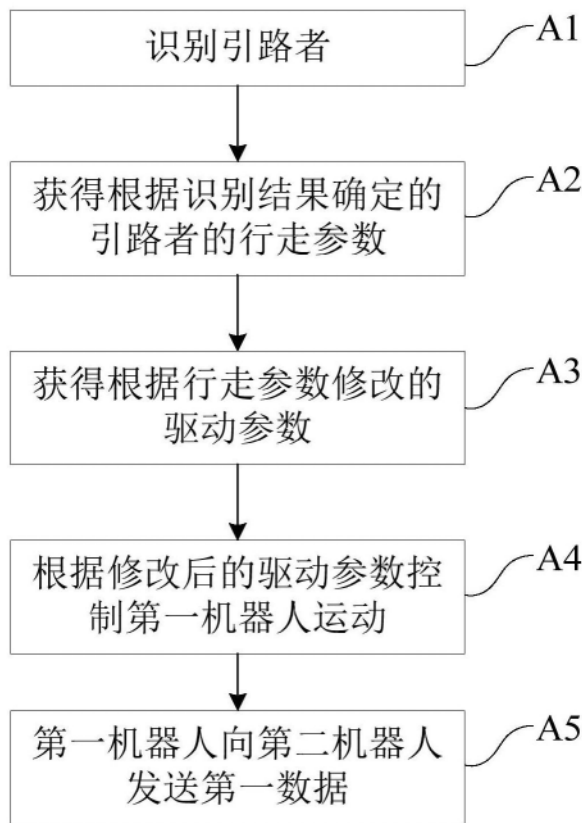 识别引路者
A1
获得根据识别结果确定的
引路者的行走参数
A2
获得根据行走参数修改的
驱动参数
A3
根据修改后的驱动参数控
制第一机器人运动
A4
第一机器人向第二机器人
发送第一数据
A5